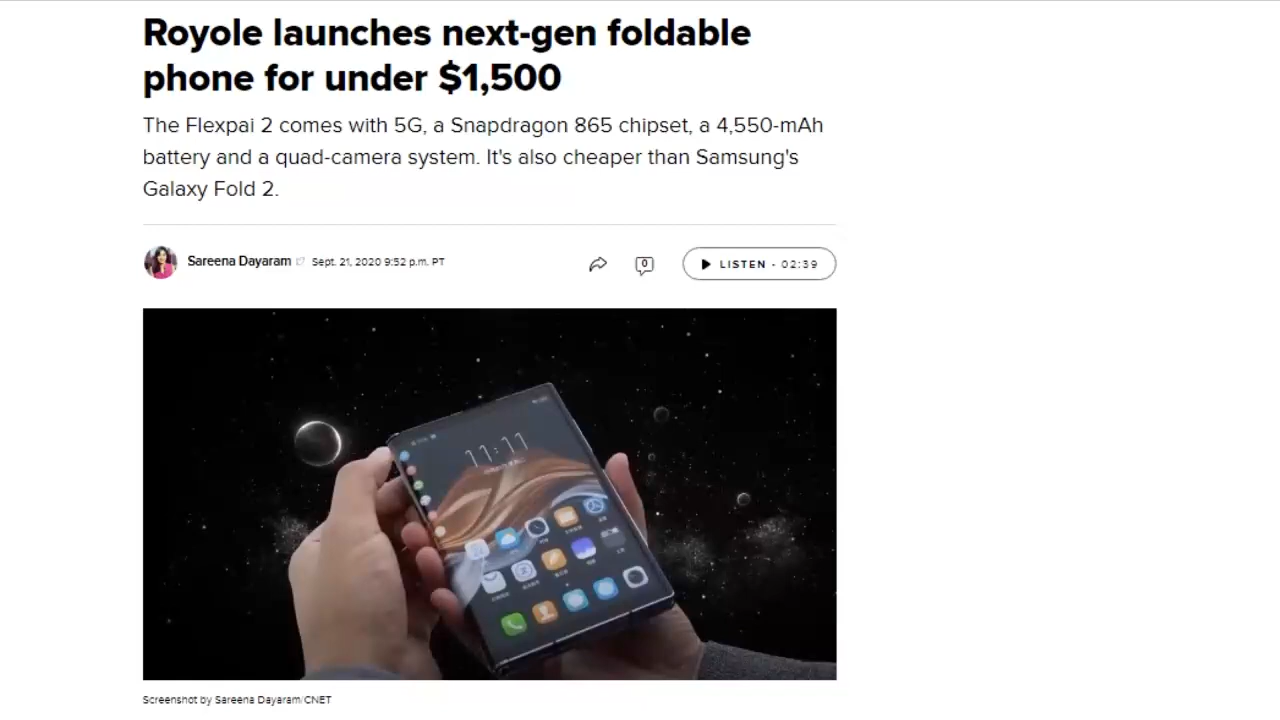 Royole launches next-gen foldable
phone for under $1,500
The Flexpai 2 comes with 5G, a Snapdragon 865 chipset, a 4,550-mAh
battery and a quad-camera system. It's also cheaper than Samsung's
Galaxy Fold 2.
Sareena Dayaram Sept. 21, 2020 9:52 p.m. PT
0
LISTEN - 02:39
11:11
Screenshot by Sareena Dayaram/CNET